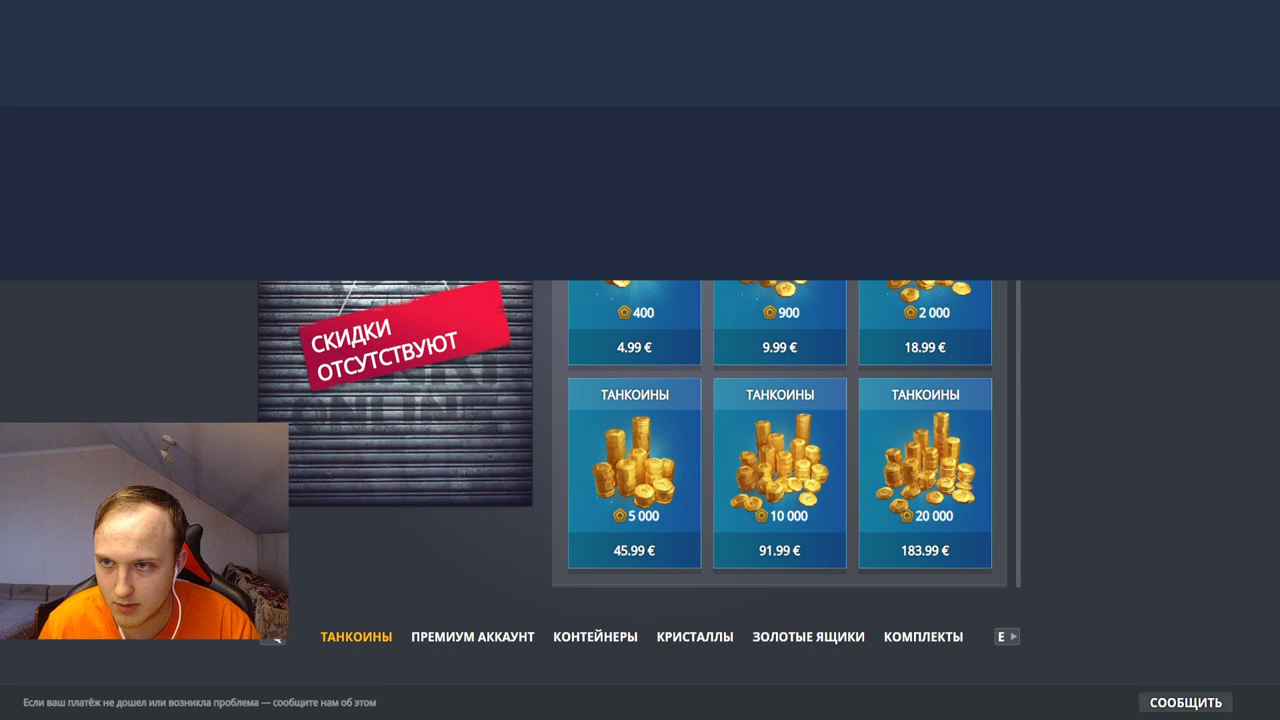 СКИДКИ
ОТСУТСТВУЮТ
ONLINE
400
900
2 000
4.99 €
9.99 €
18.99 €
ТАНКОИНЫ
ТАНКОИНЫ
ТАНКОИНЫ
5 000
10 000
20 000
45.99 €
91.99 €
183.99 €
ТАНКОИНЫ ПРЕМИУМ АККАУНТ КОНТЕЙНЕРЫ КРИСТАЛЛЫ ЗОЛОТЫЕ ЯЩИКИ КОМПЛЕКТЫ E
Если ваш платёж не дошел или возникла проблема — сообщите нам об этом
СООБЩИТЬ